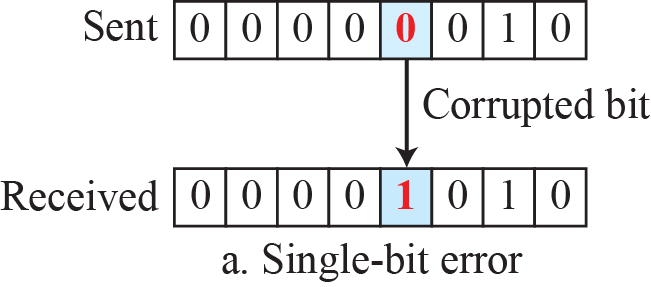 Sent 0 0 0 0 0 0 1 0
Corrupted bit
Received 0 0 0 0 1 0 1 0
a. Single-bit error